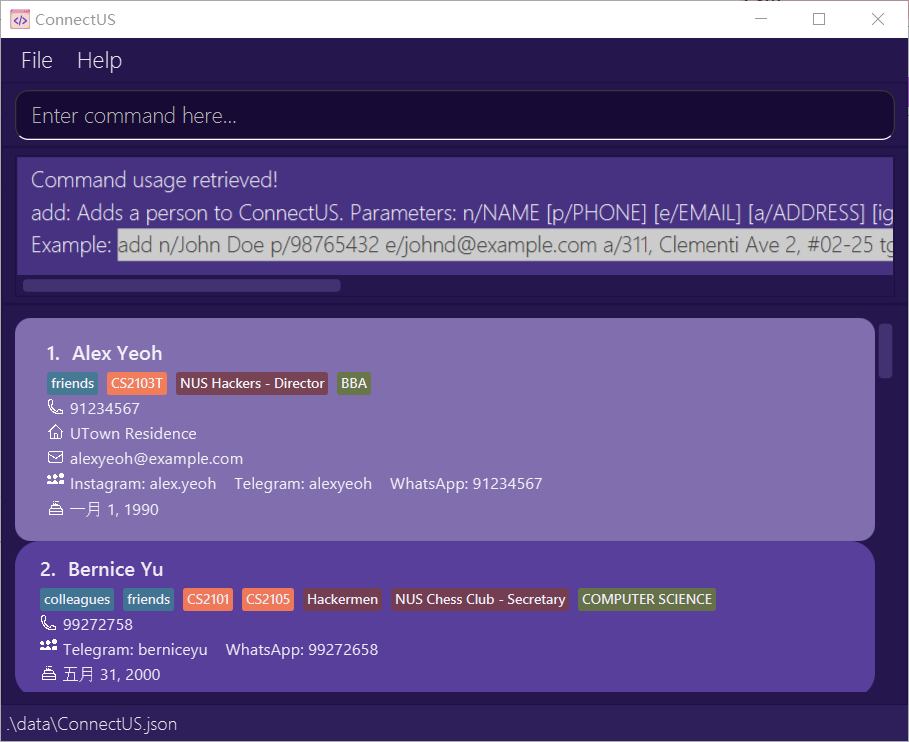 ConnectUS
File Help
Enter command here...
Command usage retrieved!
add: Adds a person to ConnectUS. Parameters: n/NAME [p/PHONE] [e/EMAIL] [a/ADDRESS] [ig
Example: add n/John Doe p/98765432 e/johnd@example.com a/311, Clementi Ave 2, #02-25 tg
1. Alex Yeoh
friends CS2103T NUS Hackers - Director BBA
91234567
UTown Residence
alexyeoh@example.com
Instagram: alex.yeoh Telegram: alexyeoh WhatsApp: 91234567
一月 1, 1990
2. Bernice Yu
colleagues friends CS2101 CS2105 Hackermen NUS Chess Club - Secretary COMPUTER SCIENCE
99272758
Telegram: berniceyu WhatsApp: 99272658
五月 31, 2000
.\data\ConnectUS.json